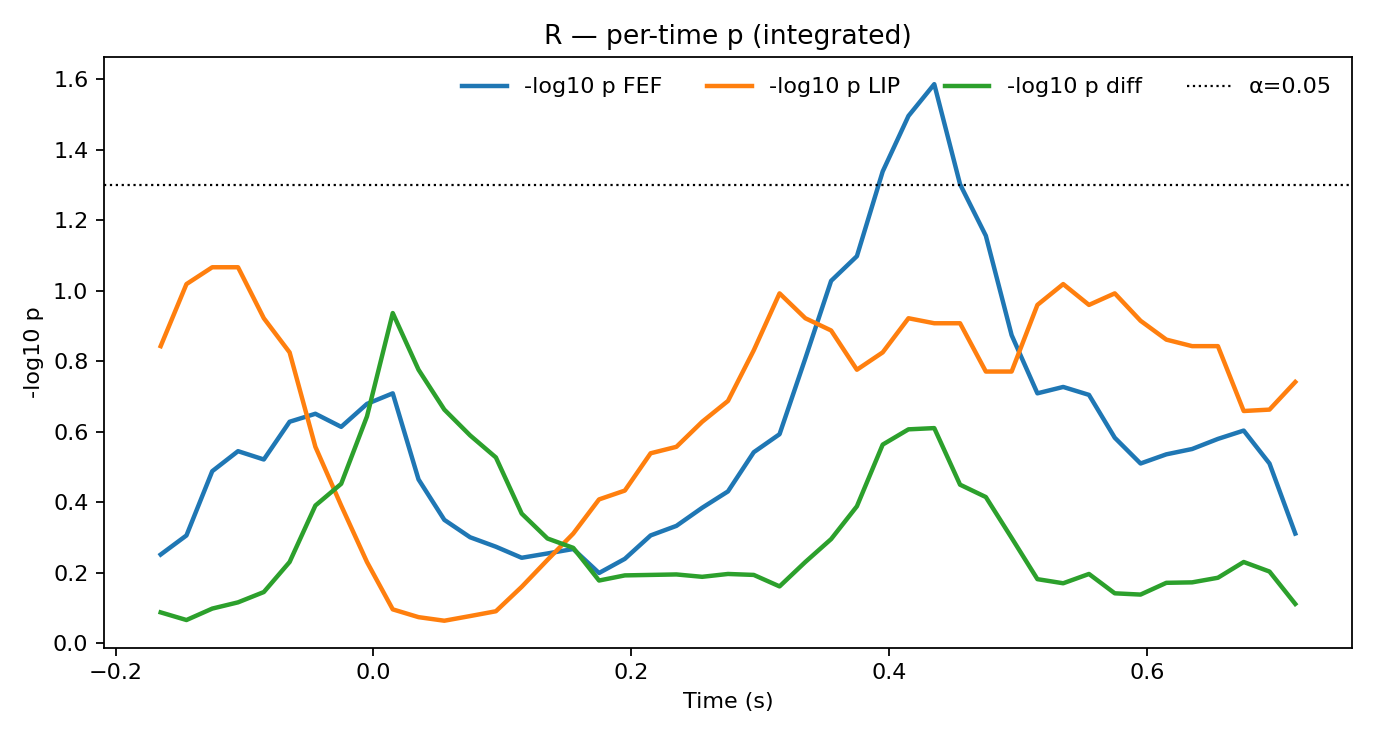 R — per-time p (integrated)
-log10 p FEF
-log10 p LIP
-log10 p diff
α=0.05
1.6
1.4
1.2
1.0
0.8
0.6
0.4
0.2
0.0
-log10 p
−0.2
0.0
0.2
0.4
0.6
Time (s)